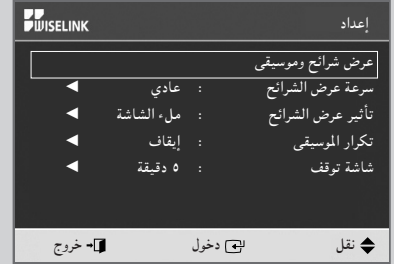 WISELINK إعداد
عرض شرائح وموسيقى
سرعة عرض الشرائح : عادي ◄
تأثير عرض الشرائح : ملء الشاشة ◄
تكرار الموسيقى : إيقاف ◄
شاشة توقف : ٥ دقيقة ◄
نقل دخول خروج